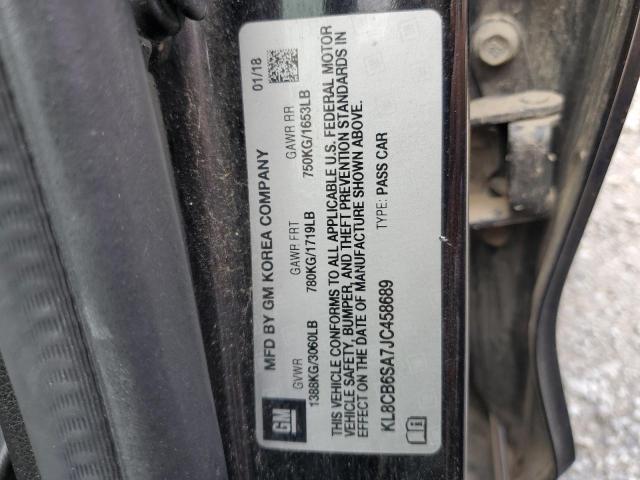 GM
MFD BY GM KOREA COMPANY 01/18
GVWR GAWR FRT GAWR RR
1388KG/3060LB 780KG/1719LB 750KG/1653LB
THIS VEHICLE CONFORMS TO ALL APPLICABLE U.S. FEDERAL MOTOR
VEHICLE SAFETY, BUMPER, AND THEFT PREVENTION STANDARDS IN
EFFECT ON THE DATE OF MANUFACTURE SHOWN ABOVE.
TYPE: PASS CAR
KL8CB6SA7JC458689